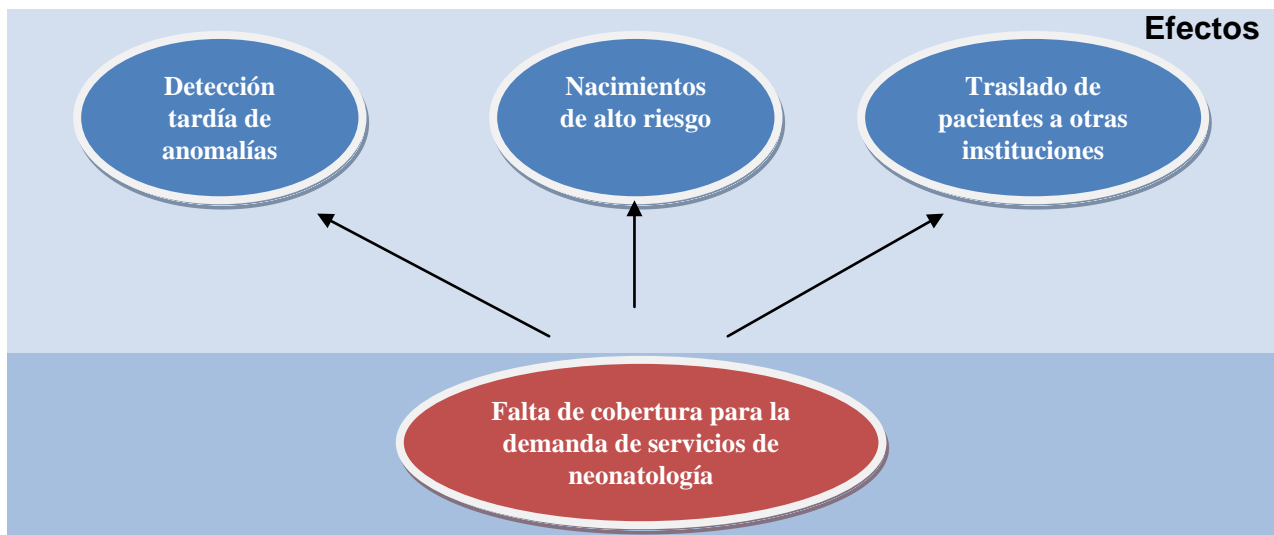 Efectos
Detección
tardía de
anomalías
Nacimientos
de alto riesgo
Traslado de
pacientes a otras
instituciones
Falta de cobertura para la
demanda de servicios de
neonatología